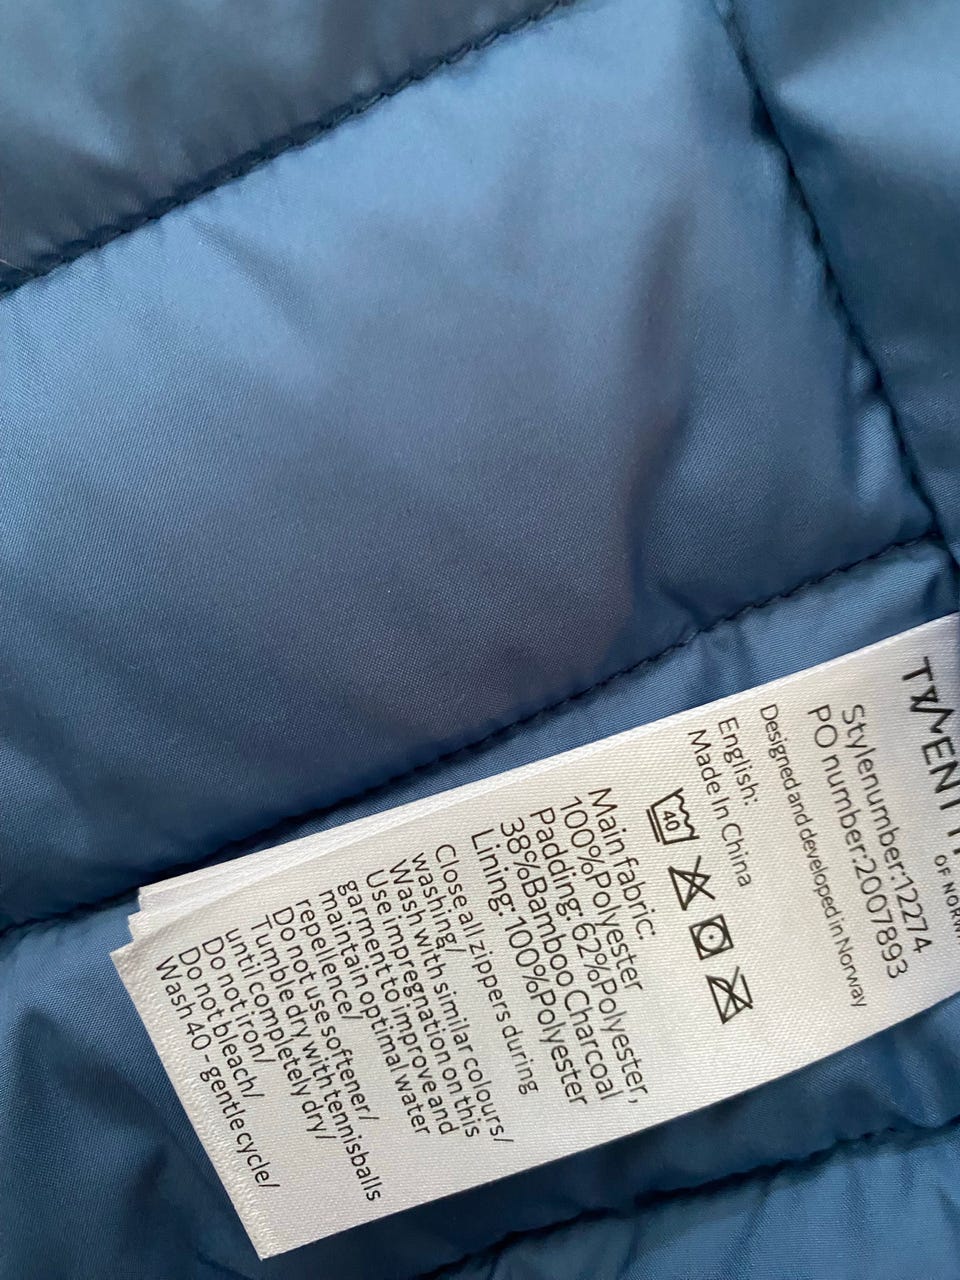 OF NORW
Stylenumber:12274
PO number:2007893
Designed and developed in Norway
English:
Made In China
40
Main fabric:
100%Polyester
Padding:62%Polyester,
38%Bamboo Charcoal
Lining:100%Polyester
Close all zippers during
washing/
Wash with similar colours/
Use impregnation on this
garment to improve and
maintain optimal water
repellence/
Do not use softener/
Tumble dry with tennisballs
until completely dry/
Do not iron/
Do not bleach/
Wash 40 - gentle cycle/